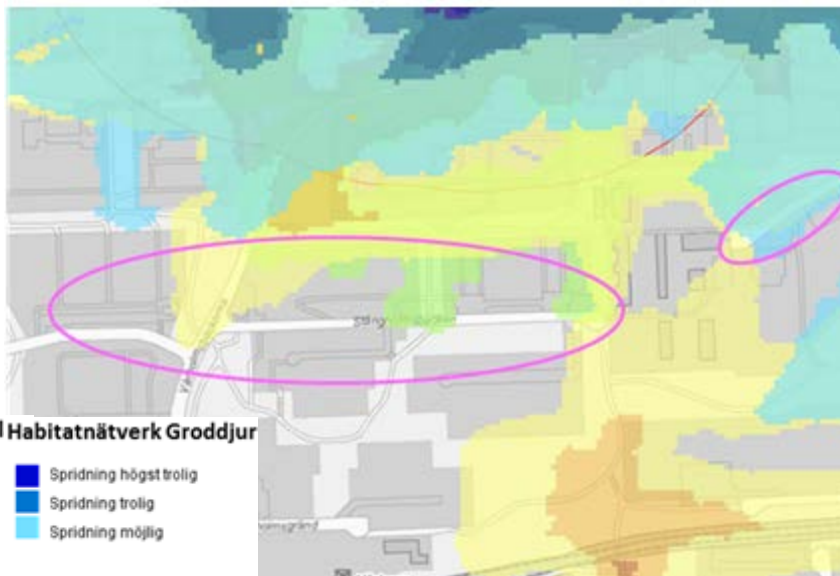 Habitatnätverk Groddjur
Spridning högst trolig
Spridning trolig
Spridning möjlig